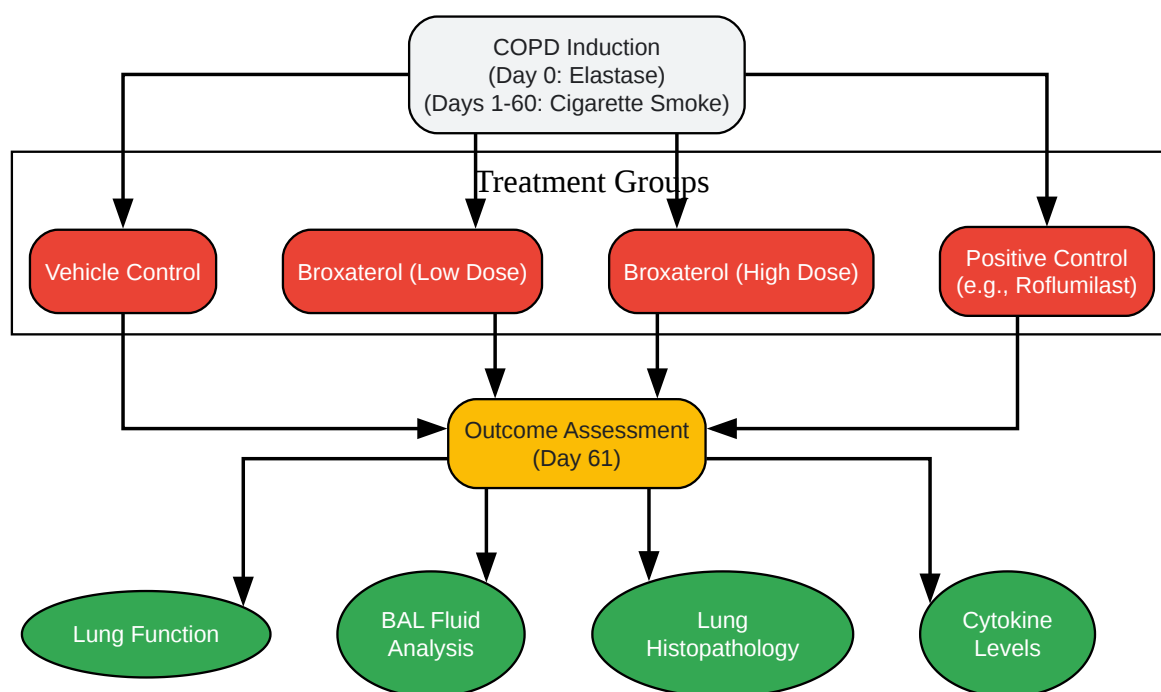 COPD Induction
(Day 0: Elastase)
(Days 1-60: Cigarette Smoke)
Treatment Groups
Vehicle Control
Broxaterol (Low Dose)
Broxaterol (High Dose)
Positive Control
(e.g., Roflumilast)
Outcome Assessment
(Day 61)
Lung Function
BAL Fluid
Analysis
Lung
Histopathology
Cytokine
Levels